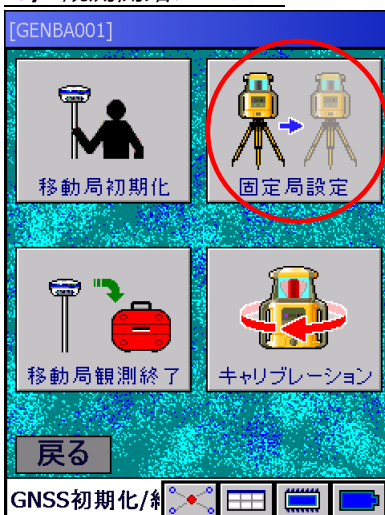 [GENBA001]
移動局初期化
固定局設定
移動局観測終了
キャリブレーション
戻る
GNSS初期化/